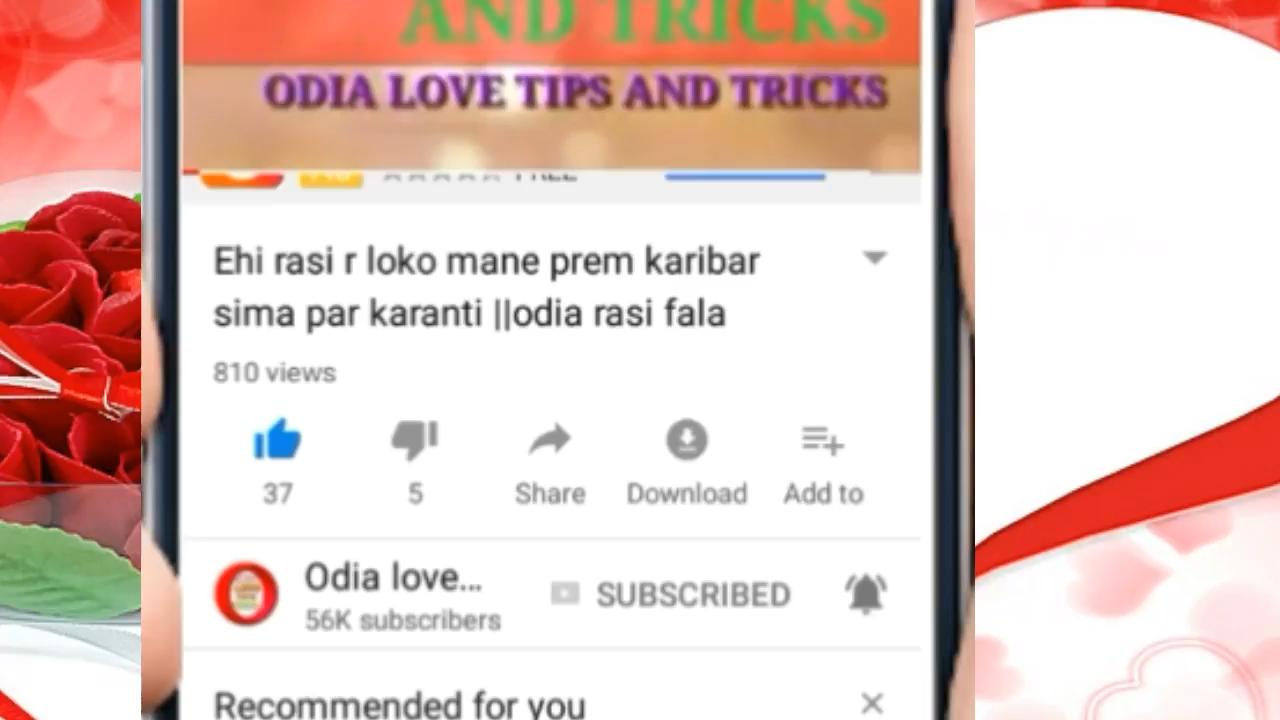 AND TRICKS
ODIA LOVE TIPS AND TRICKS
FREE
Ehi rasi r loko mane prem karibar
sima par karanti ||odia rasi fala
810 views
37
5
Share
Download
Add to
Odia love...
SUBSCRIBED
56K subscribers
Recommended for you